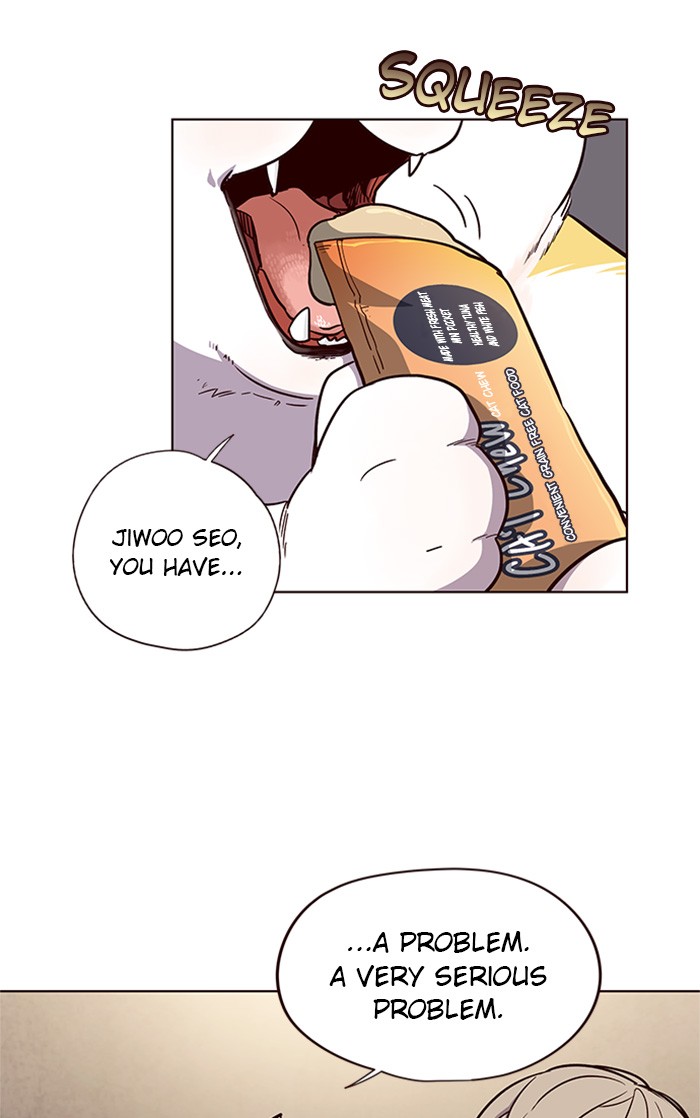 SQUEEZE
MADE WITH FRESH MEAT
MIN POCKET
HEALTHY TUNA
AND WHITE FISH
CAT CHEW
CAT CHEW
CONVENIENT GRAIN FREE CAT FOOD
JIWOO SEO,
YOU HAVE...
...A PROBLEM.
A VERY SERIOUS
PROBLEM.